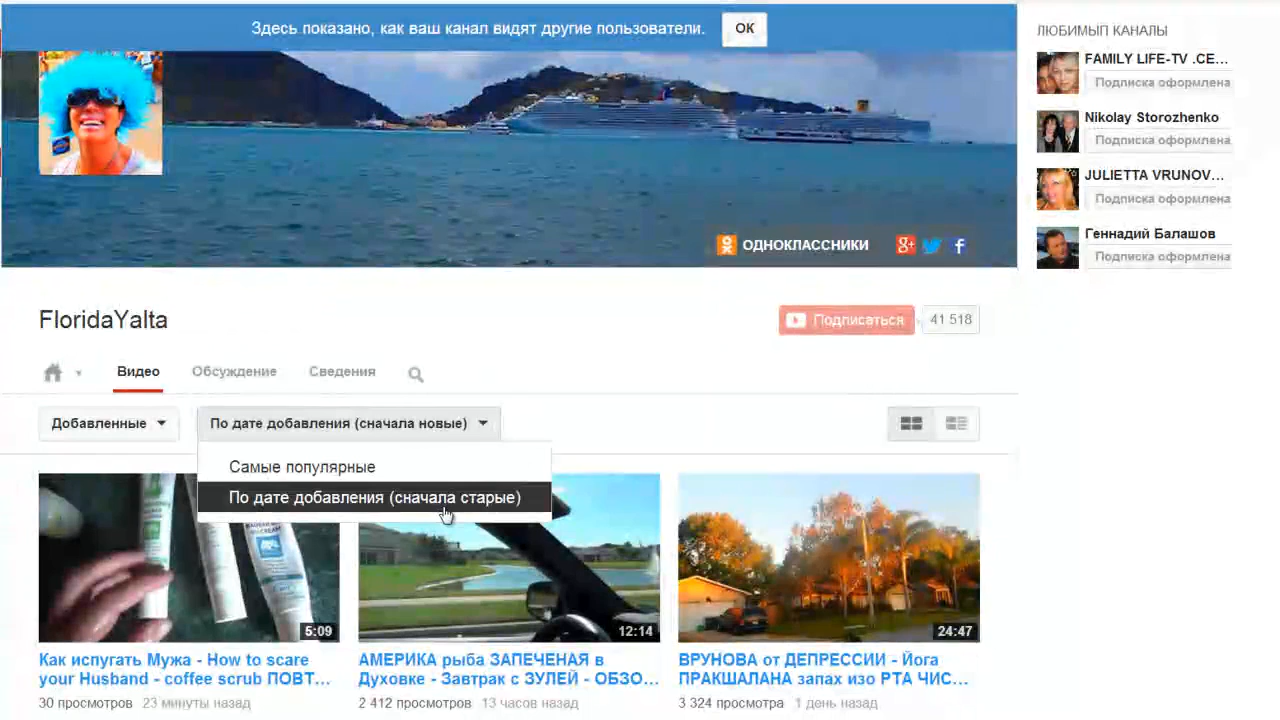 Здесь показано, как ваш канал видят другие пользователи.
ОК
ОДНОКЛАССНИКИ
ЛЮБИМЫП КАНАЛЫ
FAMILY LIFE-TV .CE...
Подписка оформлена
Nikolay Storozhenko
Подписка оформлена
JULIETTA VRUNOV...
Подписка оформлена
Геннадий Балашов
Подписка оформлена
FloridaYalta
Подписаться
41 518
Видео
Обсуждение
Сведения
Добавленные
По дате добавления (сначала новые)
Самые популярные
По дате добавления (сначала старые)
5:09
12:14
24:47
Как испугать Мужа - How to scare
your Husband - coffee scrub ПОВТ...
30 просмотров 23 минуты назад
АМЕРИКА рыба ЗАПЕЧЕНАЯ в
Духовке - Завтрак с ЗУЛЕЙ - ОБЗО...
2 412 просмотров 13 часов назад
ВРУНОВА от ДЕПРЕССИИ - Йога
ПРАКШАЛАНА запах изо РТА ЧИС...
3 324 просмотра 1 день назад